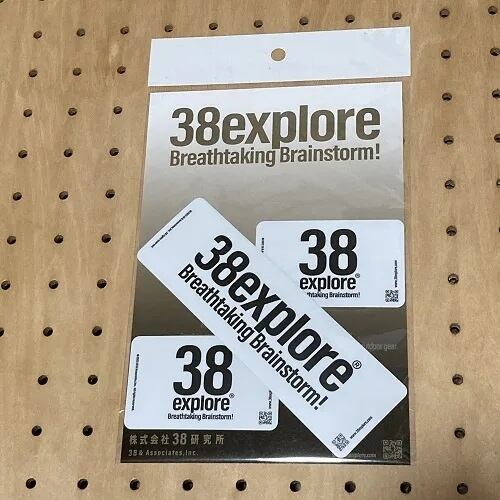 38explore
Breathtaking Brainstorm!
38
explore®
thtaking Brainstorm!
38explore®
Breathtaking Brainstorm!
38
explore®
Breathtaking Brainstorm!
株式会社38研究所
38 & Associates, Inc.